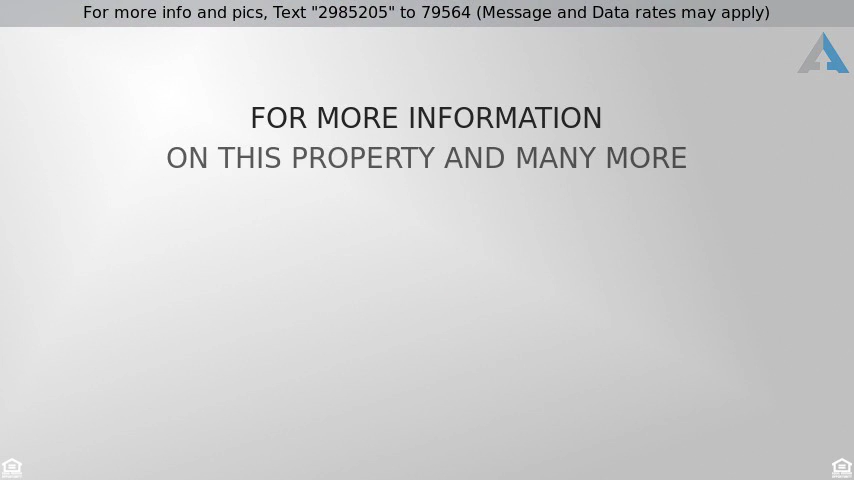 For more info and pics, Text "2985205" to 79564 (Message and Data rates may apply)
FOR MORE INFORMATION
ON THIS PROPERTY AND MANY MORE